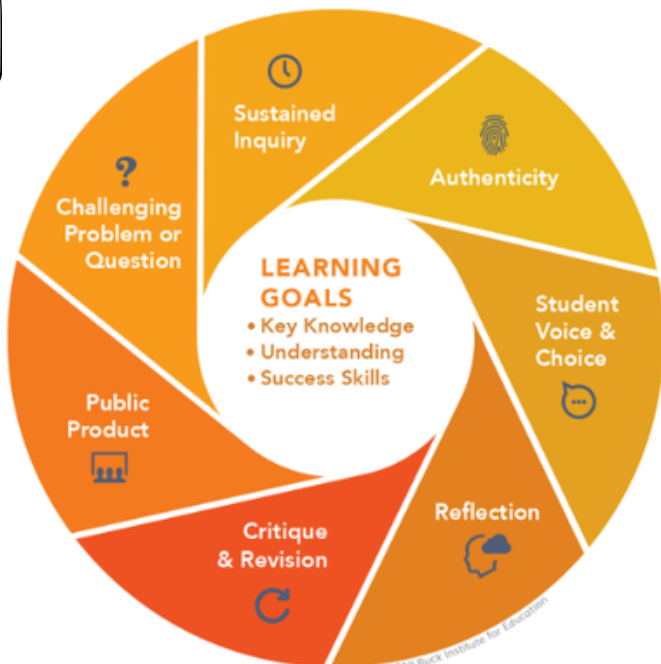 Sustained
Inquiry
Authenticity
Challenging
Problem or
Question
LEARNING
GOALS
• Key Knowledge
• Understanding
• Success Skills
Student
Voice &
Choice
Public
Product
Reflection
Critique
& Revision
Buck Institute for Education